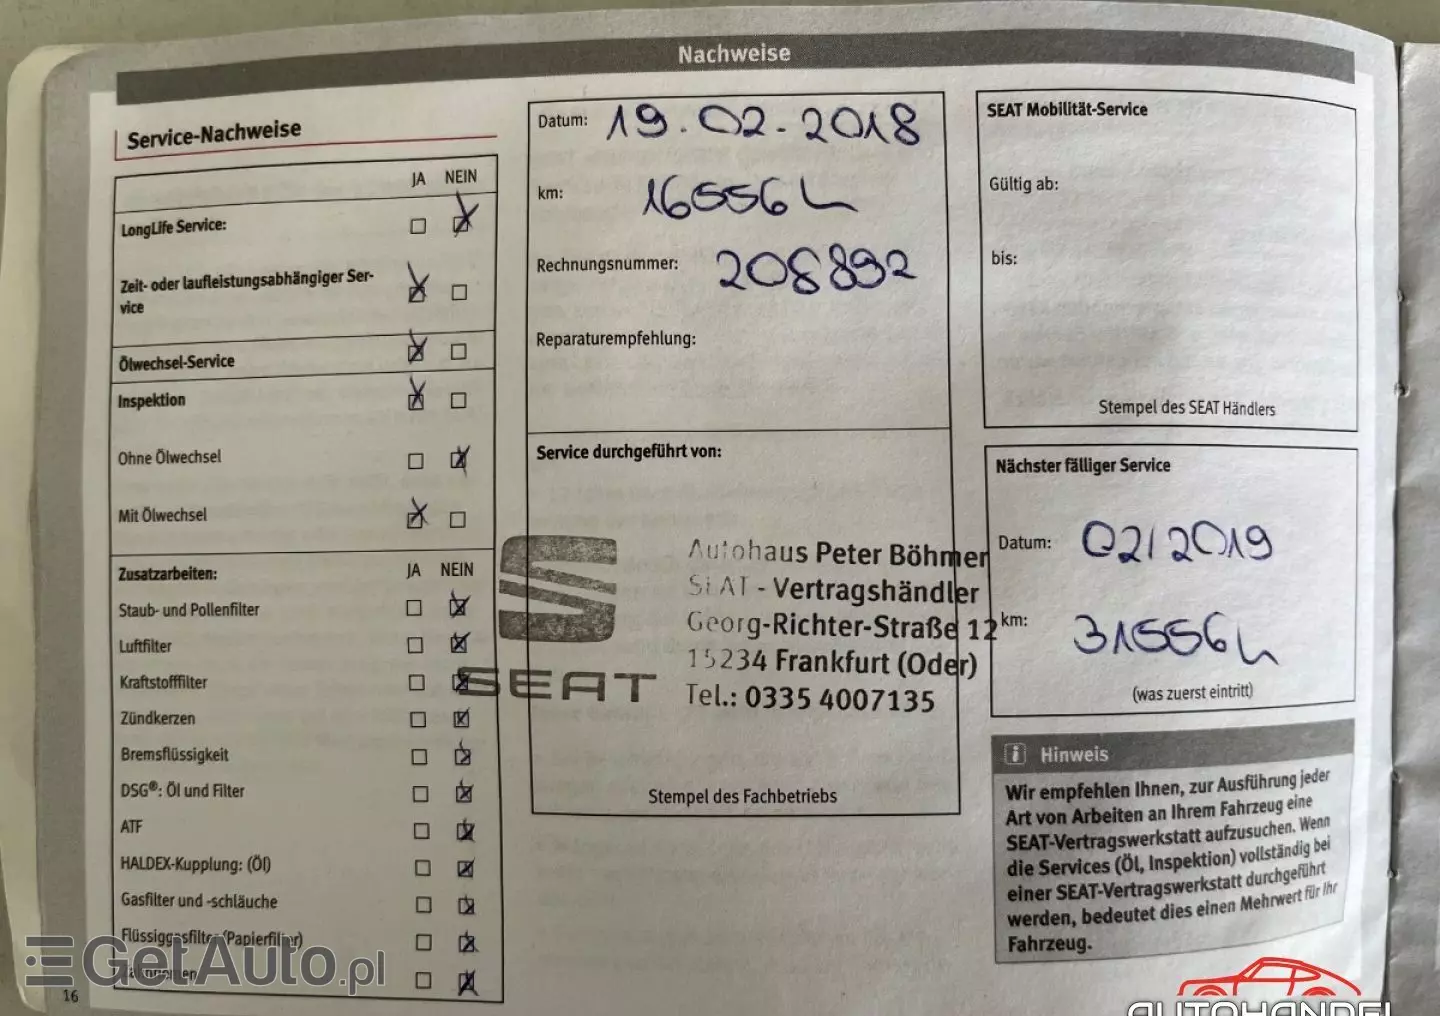 Nachweise
Service-Nachweise
JA NEIN
LongLife Service:
Zeit- oder laufleistungsabhängiger Ser-
vice
Ölwechsel-Service
Inspektion
Ohne Ölwechsel
Mit Ölwechsel
Zusatzarbeiten: JA NEIN
Staub- und Pollenfilter
Luftfilter
Kraftstofffilter
Zündkerzen
Bremsflüssigkeit
DSG®: Öl und Filter
ATF
HALDEX-Kupplung: (Öl)
Gasfilter und -schläuche
Flüssiggasfilter (Papierfilter)
16
GetAuto.pl
Datum: 19.02.2018
km: 16556 km
Rechnungsnummer: 208892
Reparaturempfehlung:
Service durchgeführt von:
SEAT
Autohaus Peter Böhmer
SEAT - Vertragshändler
Georg-Richter-Straße 12
15234 Frankfurt (Oder)
Tel.: 0335 4007135
Stempel des Fachbetriebs
SEAT Mobilität-Service
Gültig ab:
bis:
Stempel des SEAT Händlers
Nächster fälliger Service
Datum: 02/2019
km: 31556 km
(was zuerst eintritt)
i Hinweis
Wir empfehlen Ihnen, zur Ausführung jeder
Art von Arbeiten an Ihrem Fahrzeug eine
SEAT-Vertragswerkstatt aufzusuchen. Wenn
die Services (Öl, Inspektion) vollständig bei
einer SEAT-Vertragswerkstatt durchgeführt
werden, bedeutet dies einen Mehrwert für Ihr
Fahrzeug.
AUTOHANDEL